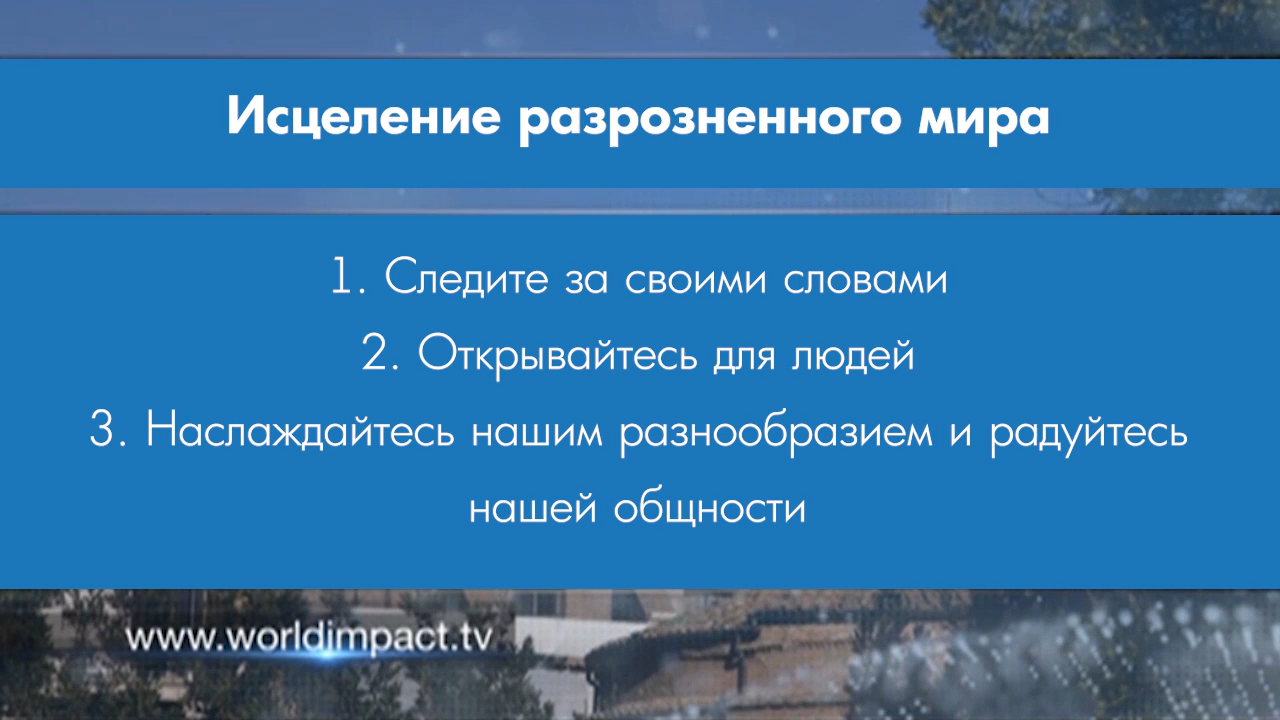 Исцеление разрозненного мира
1. Следите за своими словами
2. Открывайтесь для людей
3. Наслаждайтесь нашим разнообразием и радуйтесь
нашей общности
www.worldimpact.tv